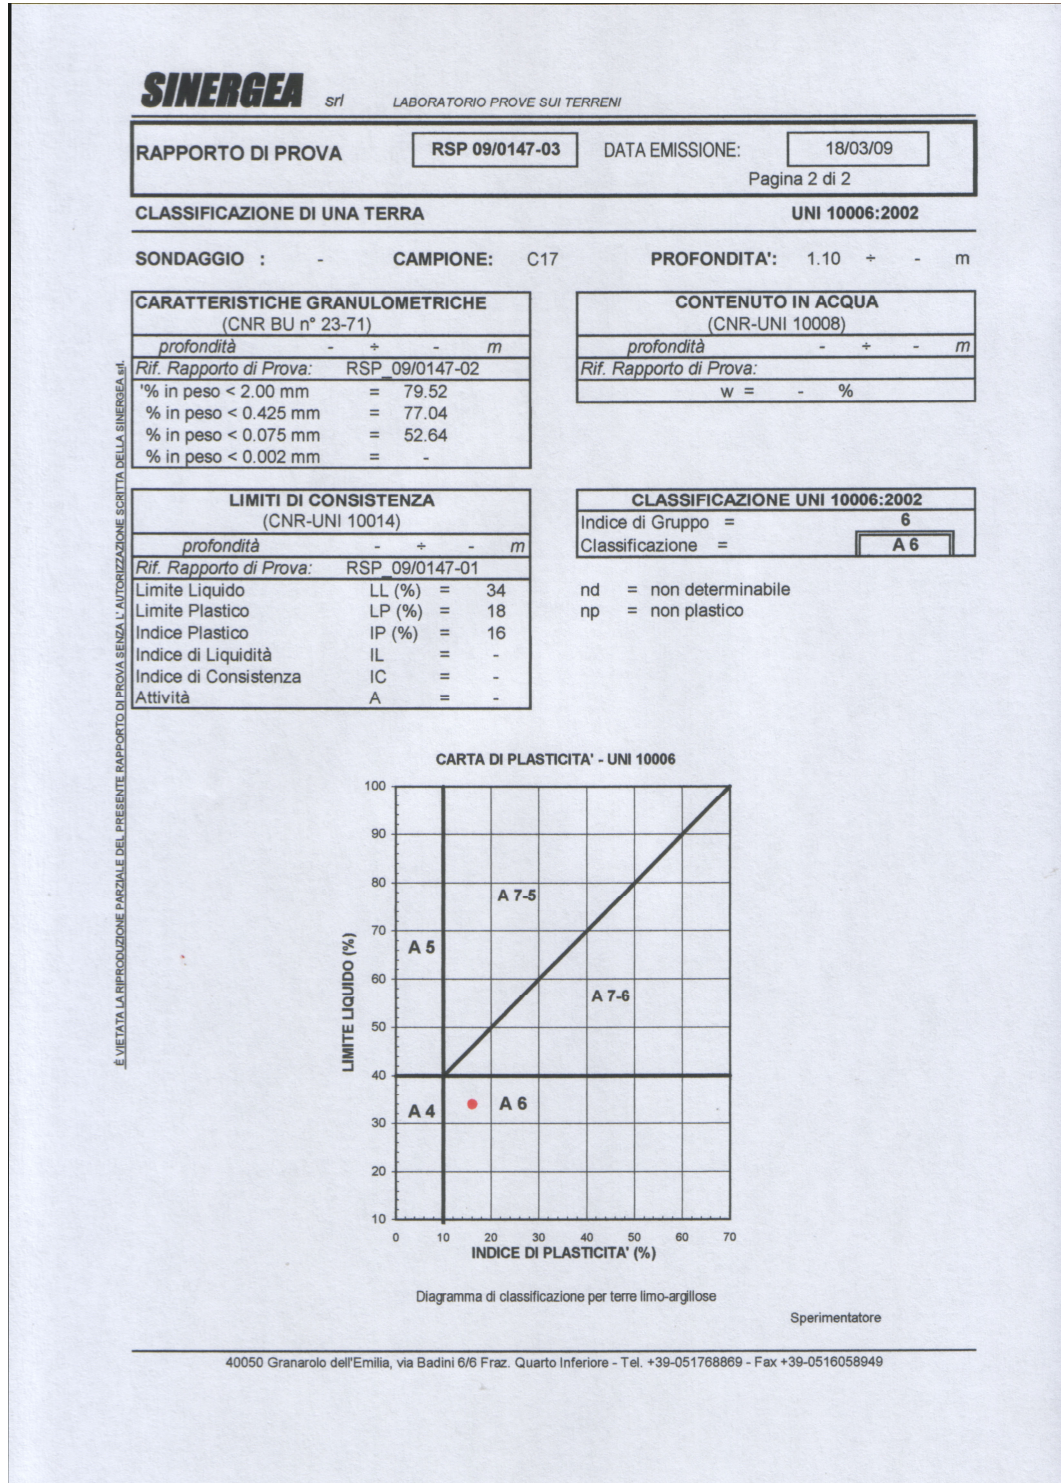 SINERGEA srl LABORATORIO PROVE SUI TERRENI
RAPPORTO DI PROVA RSP 09/0147-03 DATA EMISSIONE: 18/03/09
Pagina 2 di 2
CLASSIFICAZIONE DI UNA TERRA UNI 10006:2002
SONDAGGIO : - CAMPIONE: C17 PROFONDITA': 1.10 ÷ - m
CARATTERISTICHE GRANULOMETRICHE
(CNR BU n° 23-71)
profondità - ÷ - m
Rif. Rapporto di Prova: RSP_09/0147-02
'% in peso < 2.00 mm = 79.52
% in peso < 0.425 mm = 77.04
% in peso < 0.075 mm = 52.64
% in peso < 0.002 mm = -
CONTENUTO IN ACQUA
(CNR-UNI 10008)
profondità - ÷ - m
Rif. Rapporto di Prova:
w = - %
LIMITI DI CONSISTENZA
(CNR-UNI 10014)
profondità - ÷ - m
Rif. Rapporto di Prova: RSP_09/0147-01
Limite Liquido LL (%) = 34
Limite Plastico LP (%) = 18
Indice Plastico IP (%) = 16
Indice di Liquidità IL = -
Indice di Consistenza IC = -
Attività A = -
CLASSIFICAZIONE UNI 10006:2002
Indice di Gruppo = 6
Classificazione = A 6
nd = non determinabile
np = non plastico
È VIETATA LA RIPRODUZIONE PARZIALE DEL PRESENTE RAPPORTO DI PROVA SENZA L' AUTORIZZAZIONE SCRITTA DELLA SINERGEA srl.
CARTA DI PLASTICITA' - UNI 10006
LIMITE LIQUIDO (%)
100
90
80
70
60
50
40
30
20
10
A 7-5
A 5
A 7-6
A 4
A 6
0 10 20 30 40 50 60 70
INDICE DI PLASTICITA' (%)
Diagramma di classificazione per terre limo-argillose
Sperimentatore
40050 Granarolo dell'Emilia, via Badini 6/6 Fraz. Quarto Inferiore - Tel. +39-051768869 - Fax +39-0516058949